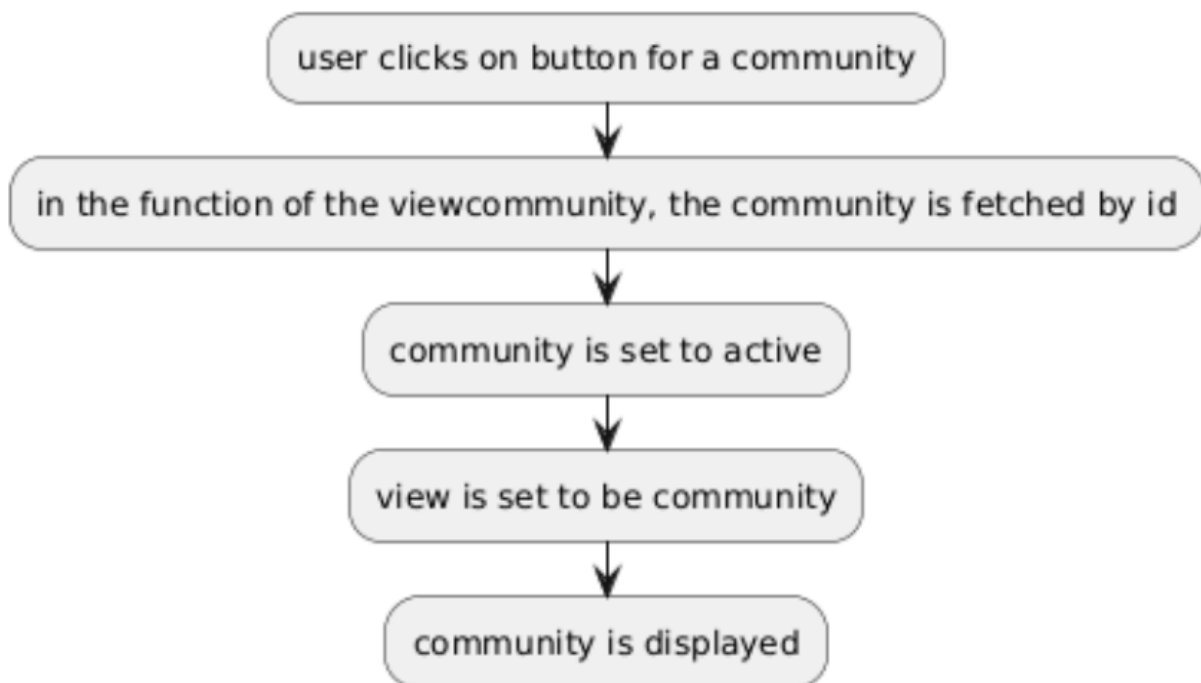 user clicks on button for a community
in the function of the viewcommunity, the community is fetched by id
community is set to active
view is set to be community
community is displayed